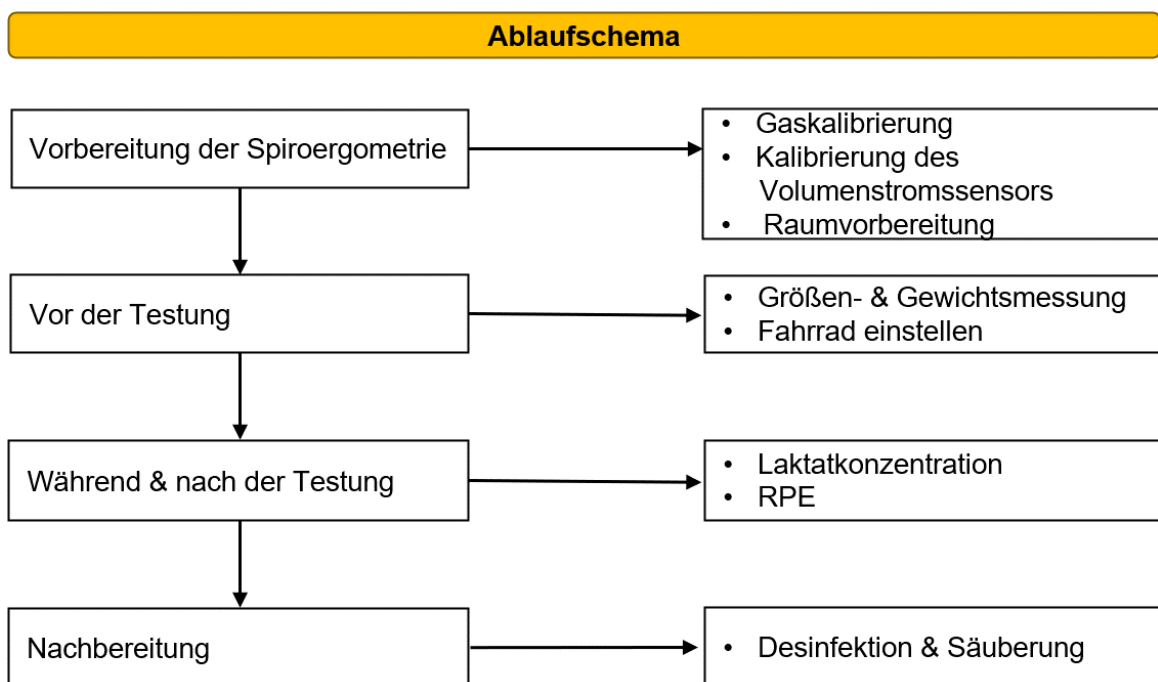 Ablaufschema
Vorbereitung der Spiroergometrie
• Gaskalibrierung
• Kalibrierung des
Volumenstromssensors
• Raumvorbereitung
Vor der Testung
• Größen- & Gewichtsmessung
• Fahrrad einstellen
Während & nach der Testung
• Laktatkonzentration
• RPE
Nachbereitung
• Desinfektion & Säuberung